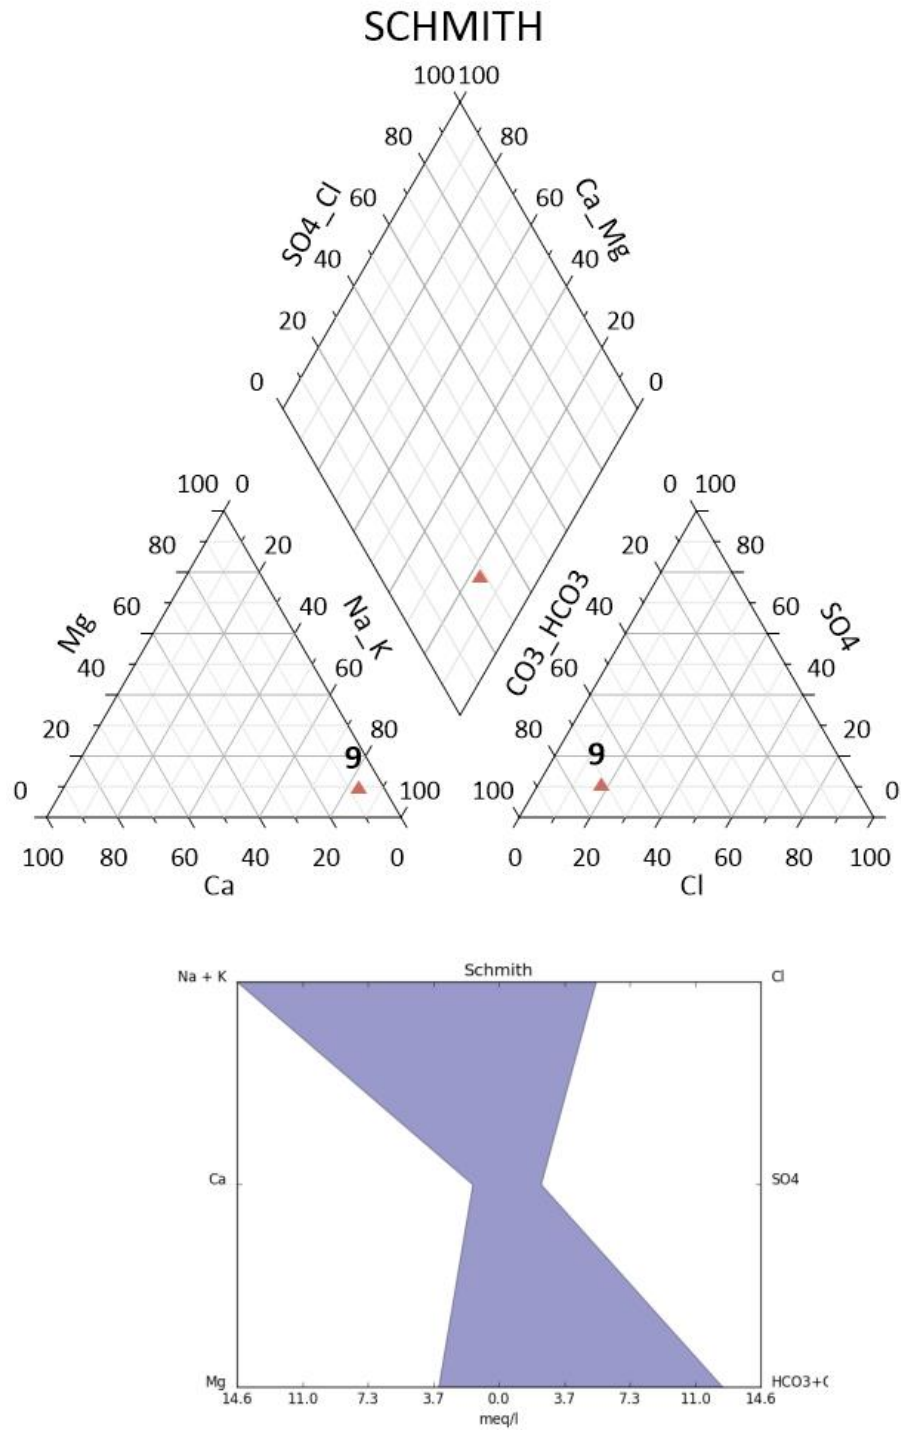 SCHMITH
100 100
80 80
SO4_Cl 60 60 Ca_Mg
40 40
20 20
0 0
100 0 0 100
80 20 20 80
Mg 60 40 Na_K CO3_HCO3 40 60 SO4
40 60 60 40
20 80 80 20
9 9
0 100 100 0
100 80 60 40 20 0 0 20 40 60 80 100
Ca Cl
Schmith
Na + K Cl
Ca SO4
Mg HCO3+(
14.6 11.0 7.3 3.7 0.0 3.7 7.3 11.0 14.6
meq/l